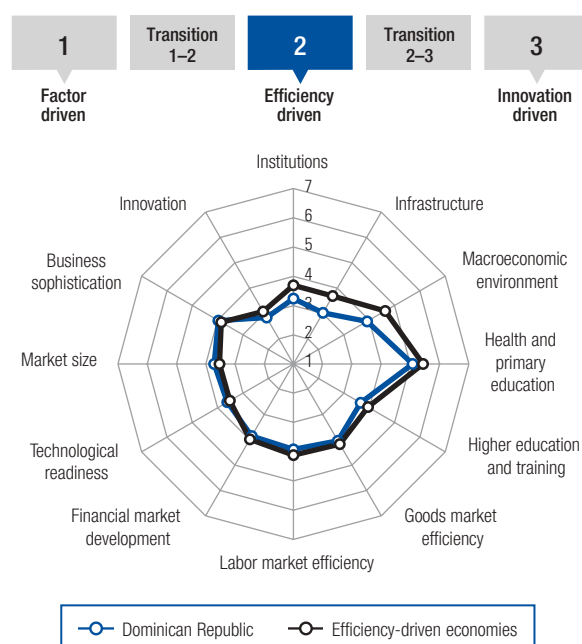 1
Transition
1–2
2
Transition
2–3
3
Factor
driven
Efficiency
driven
Innovation
driven
Institutions
Infrastructure
Macroeconomic
environment
Health and
primary
education
Higher education
and training
Goods market
efficiency
Labor market efficiency
Financial market
development
Technological
readiness
Market size
Business
sophistication
Innovation
7
6
5
4
3
2
1
Dominican Republic
Efficiency-driven economies